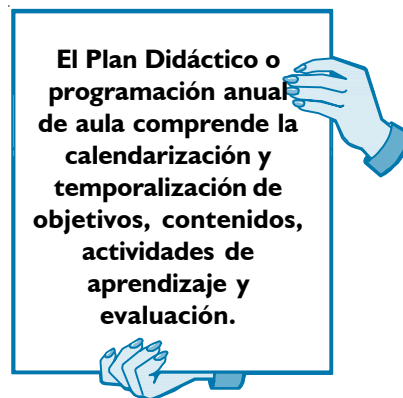 El Plan Didáctico o
programación anual
de aula comprende la
calendarización y
temporalización de
objetivos, contenidos,
actividades de
aprendizaje y
evaluación.